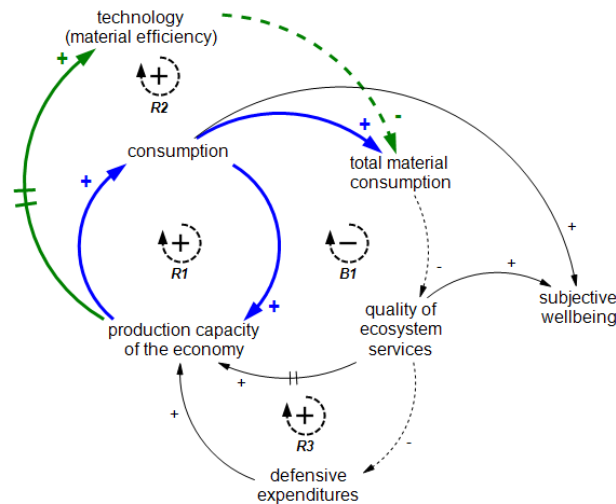 technology
(material efficiency)
+
+
R2
-
consumption
+
total material
consumption
+
+
R1
-
B1
+
-
+
subjective
wellbeing
+
production capacity
of the economy
quality of
ecosystem
services
+
+
+
R3
-
defensive
expenditures